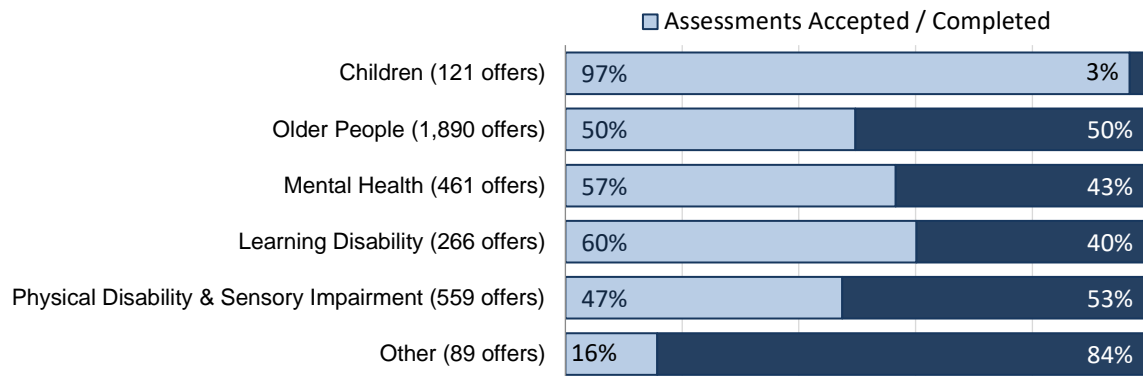 Assessments Accepted / Completed
Children (121 offers) 97% 3%
Older People (1,890 offers) 50% 50%
Mental Health (461 offers) 57% 43%
Learning Disability (266 offers) 60% 40%
Physical Disability & Sensory Impairment (559 offers) 47% 53%
Other (89 offers) 16% 84%